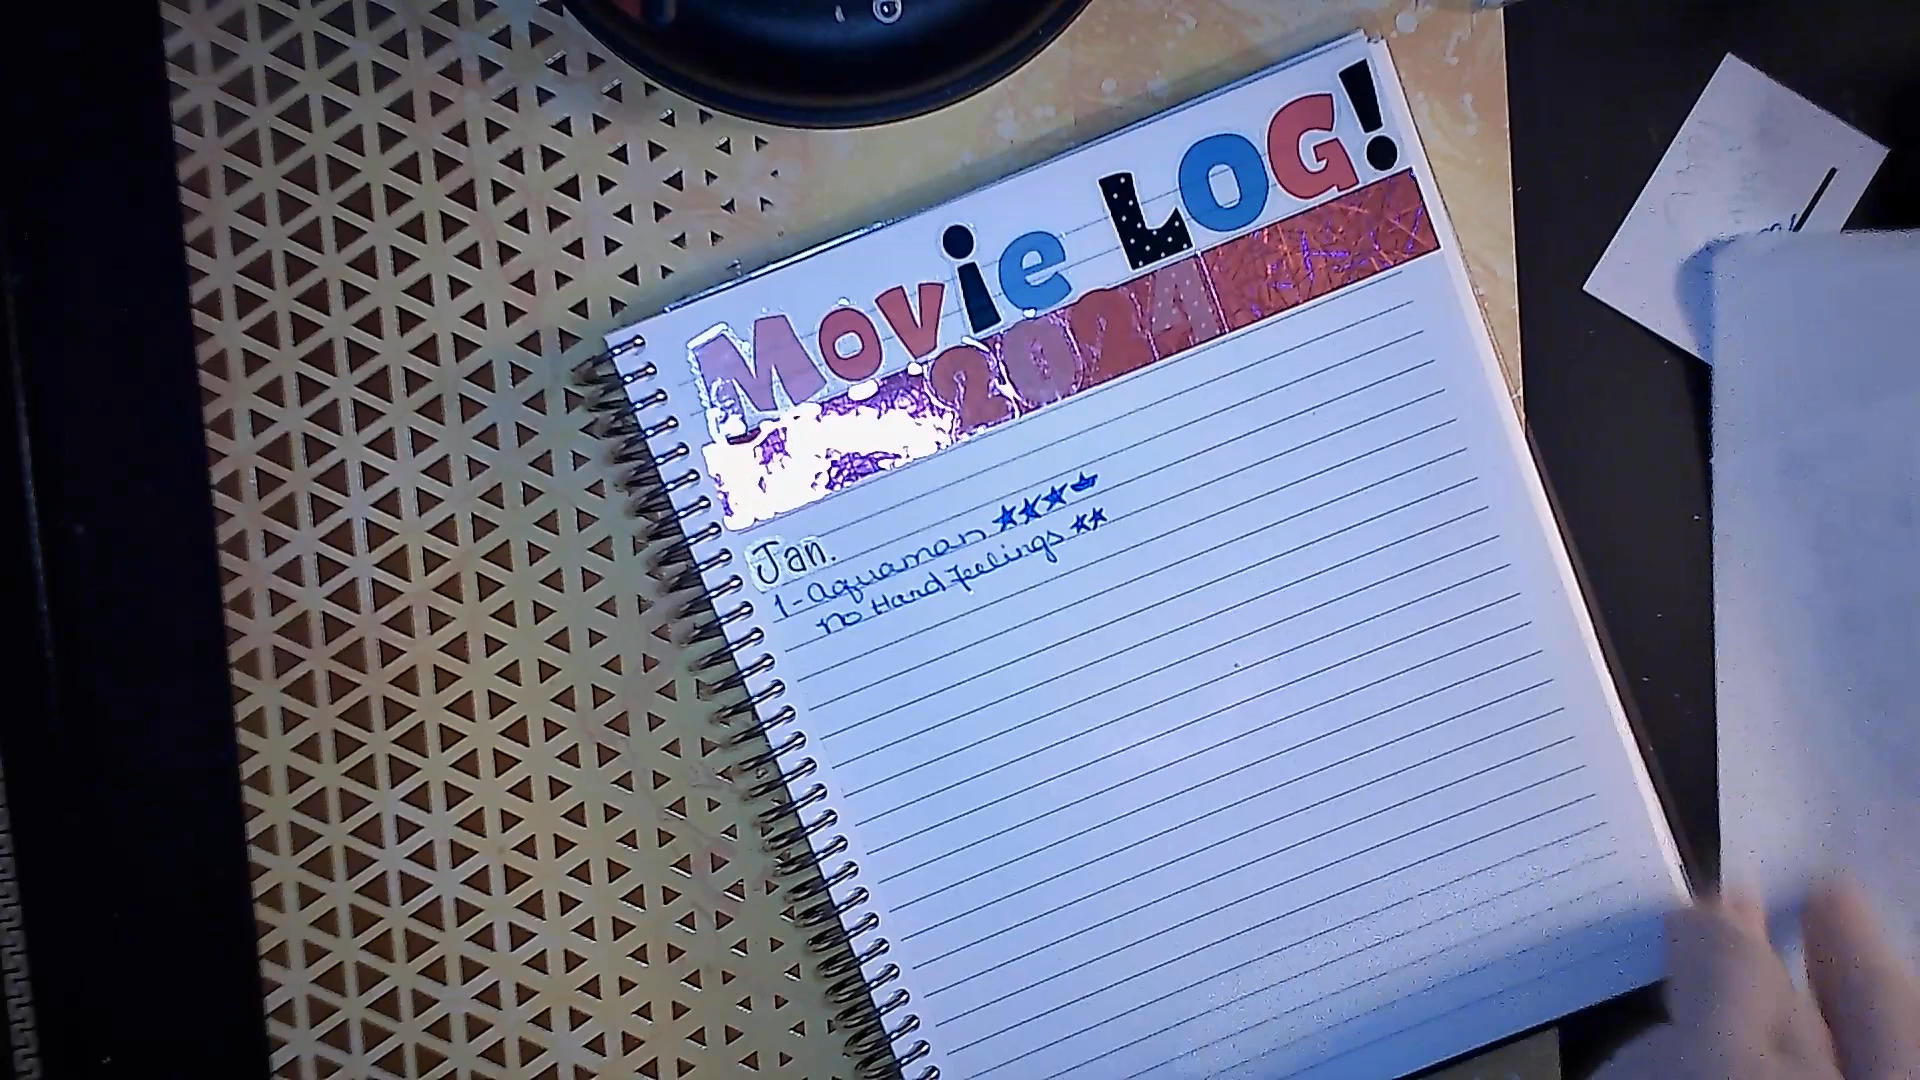 Movie LOG!
2024
Jan.
1- Aquaman ★★★
No Hard feelings ★★